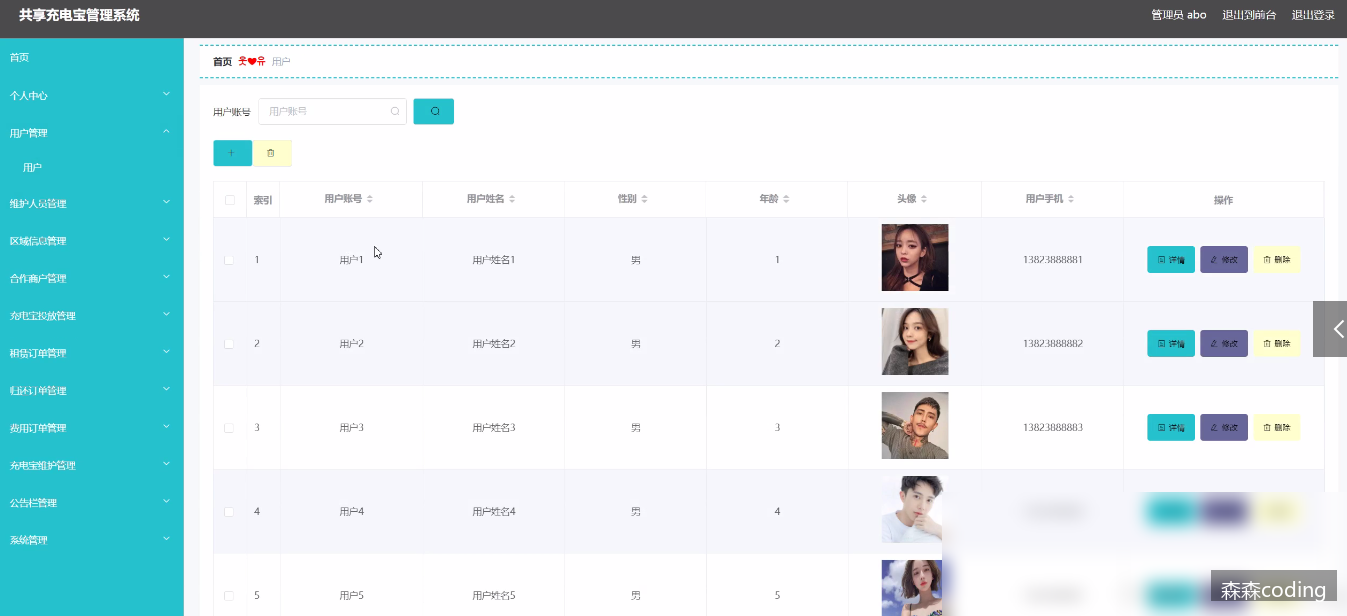 共享充电宝管理系统
管理员 abo 退出到前台 退出登录
首页
个人中心
用户管理
用户
维护人员管理
区域信息管理
合作商户管理
充电宝投放管理
租赁订单管理
归还订单管理
费用订单管理
充电宝维护管理
公告栏管理
系统管理
首页 웃❤유 用户
用户账号 用户账号
索引 用户账号 用户姓名 性别 年龄 头像 用户手机 操作
1 用户1 用户姓名1 男 1 13823888881 详情 修改 删除
2 用户2 用户姓名2 男 2 13823888882 详情 修改 删除
3 用户3 用户姓名3 男 3 13823888883 详情 修改 删除
4 用户4 用户姓名4 男 4
5 用户5 用户姓名5 男 5
森森coding